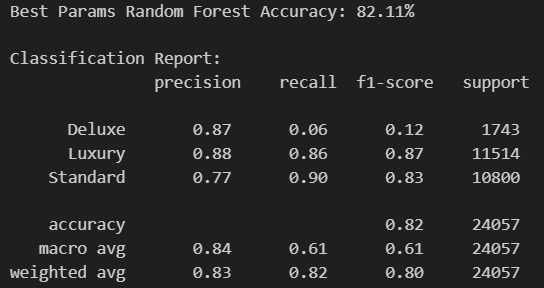 Best Params Random Forest Accuracy: 82.11%
Classification Report:
precision recall f1-score support
Deluxe 0.87 0.06 0.12 1743
Luxury 0.88 0.86 0.87 11514
Standard 0.77 0.90 0.83 10800
accuracy 0.82 24057
macro avg 0.84 0.61 0.61 24057
weighted avg 0.83 0.82 0.80 24057